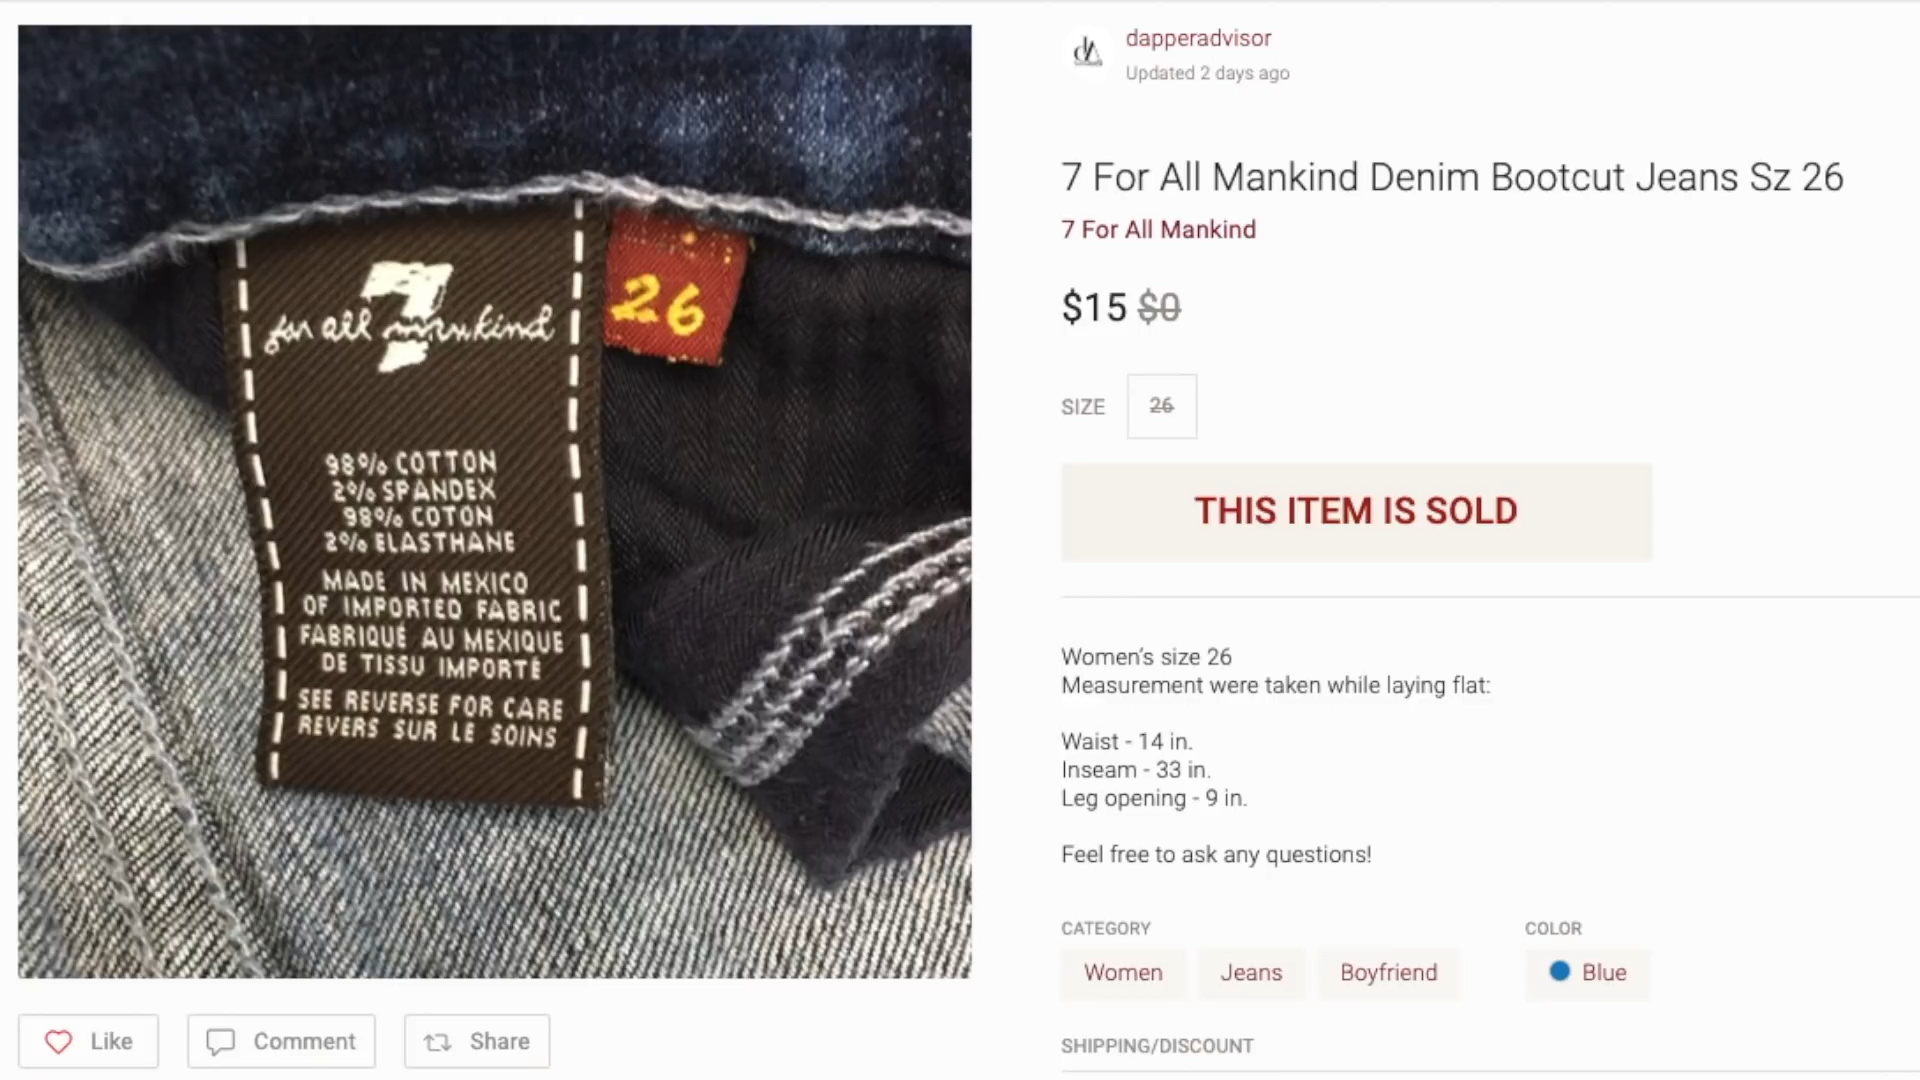 7
for all mankind
26
98% COTTON
2% SPANDEX
98% COTON
2% ELASTHANE
MADE IN MEXICO
OF IMPORTED FABRIC
FABRIQUÉ AU MEXIQUE
DE TISSU IMPORTÉ
SEE REVERSE FOR CARE
REVERS SUR LE SOINS
Like
Comment
Share
dA
dapperadvisor
Updated 2 days ago
7 For All Mankind Denim Bootcut Jeans Sz 26
7 For All Mankind
$15 $0
SIZE 26
THIS ITEM IS SOLD
Women's size 26
Measurement were taken while laying flat:
Waist - 14 in.
Inseam - 33 in.
Leg opening - 9 in.
Feel free to ask any questions!
CATEGORY
Women Jeans Boyfriend
COLOR
Blue
SHIPPING/DISCOUNT